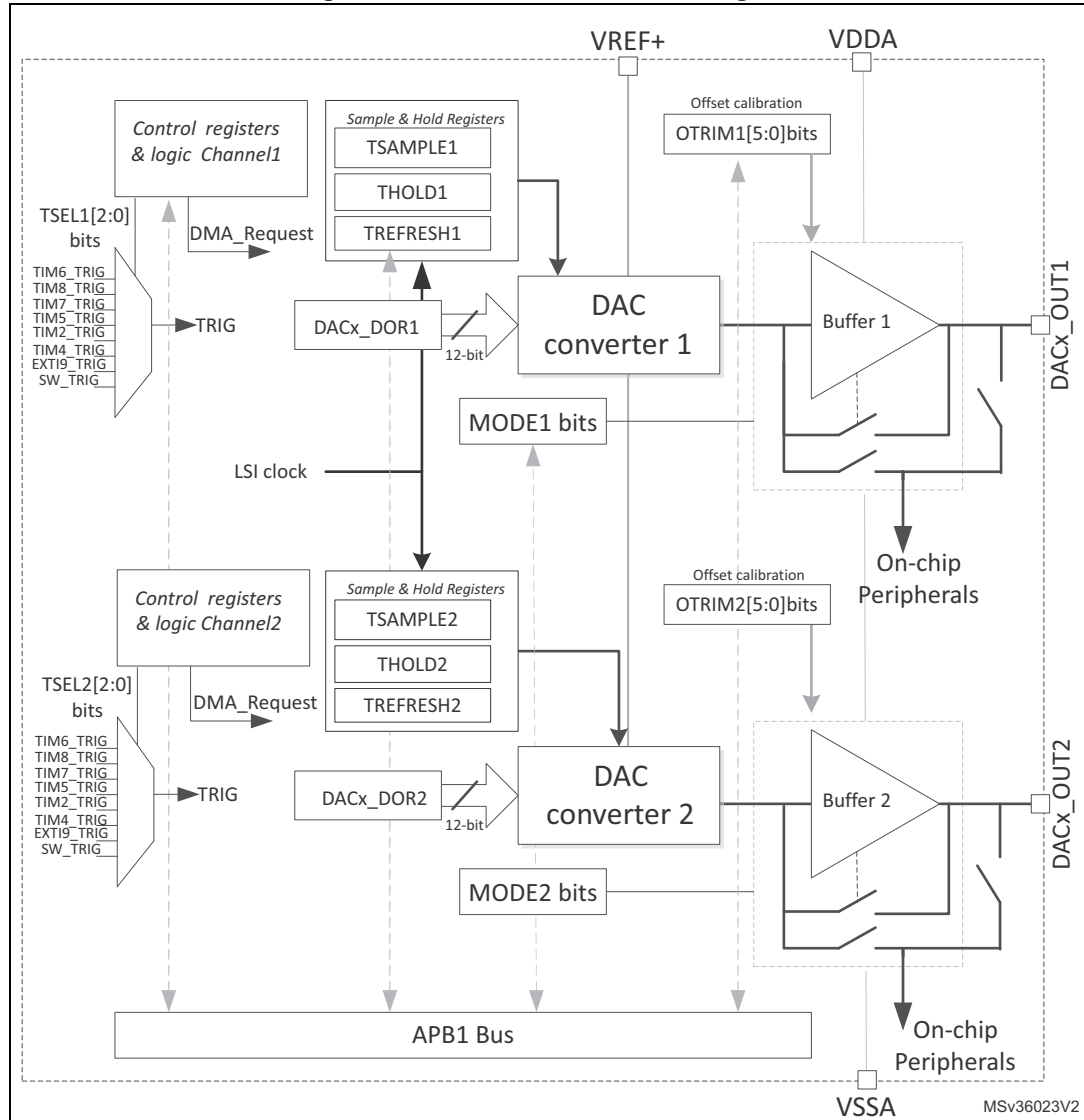 VREF+
VDDA
Control registers
& logic Channel1
Sample & Hold Registers
TSAMPLE1
THOLD1
TREFRESH1
Offset calibration
OTRIM1[5:0]bits
TSEL1[2:0]
bits
DMA_Request
TIM6_TRIG
TIM8_TRIG
TIM7_TRIG
TIM5_TRIG
TIM2_TRIG
TIM4_TRIG
EXTI9_TRIG
SW_TRIG
TRIG
DACx_DOR1
12-bit
DAC
converter 1
Buffer 1
DACx_OUT1
MODE1 bits
LSI clock
On-chip
Peripherals
Control registers
& logic Channel2
Sample & Hold Registers
TSAMPLE2
THOLD2
TREFRESH2
Offset calibration
OTRIM2[5:0]bits
TSEL2[2:0]
bits
DMA_Request
TIM6_TRIG
TIM8_TRIG
TIM7_TRIG
TIM5_TRIG
TIM2_TRIG
TIM4_TRIG
EXTI9_TRIG
SW_TRIG
TRIG
DACx_DOR2
12-bit
DAC
converter 2
Buffer 2
DACx_OUT2
MODE2 bits
APB1 Bus
On-chip
Peripherals
VSSA
MSv36023V2